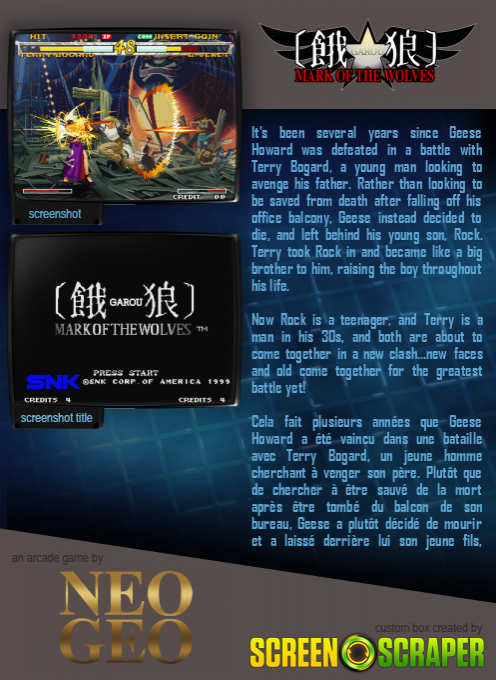 HIT 1P COM INSERT COIN
48
TERRY BOGARD
CREDIT 00
screenshot
〔餓 GAROU 狼〕
MARK OF THE WOLVES ™
PRESS START
SNK ©SNK CORP. OF AMERICA 1999
CREDITS 4 CREDITS 4
screenshot title
〔餓 GAROU 狼〕
MARK OF THE WOLVES
It's been several years since Geese
Howard was defeated in a battle with
Terry Bogard, a young man looking to
avenge his father. Rather than looking to
be saved from death after falling off his
office balcony, Geese instead decided to
die, and left behind his young son, Rock.
Terry took Rock in and became like a big
brother to him, raising the boy throughout
his life.
Now Rock is a teenager, and Terry is a
man in his 30s, and both are about to
come together in a new clash...new faces
and old come together for the greatest
battle yet!
Cela fait plusieurs années que Geese
Howard a été vaincu dans une bataille
avec Terry Bogard, un jeune homme
cherchant à venger son père. Plutôt que
de chercher à être sauvé de la mort
après être tombé du balcon de son
bureau, Geese a plutôt décidé de mourir
et a laissé derrière lui son jeune fils,
an arcade game by
NEO
GEO
custom box created by
SCREEN SCRAPER